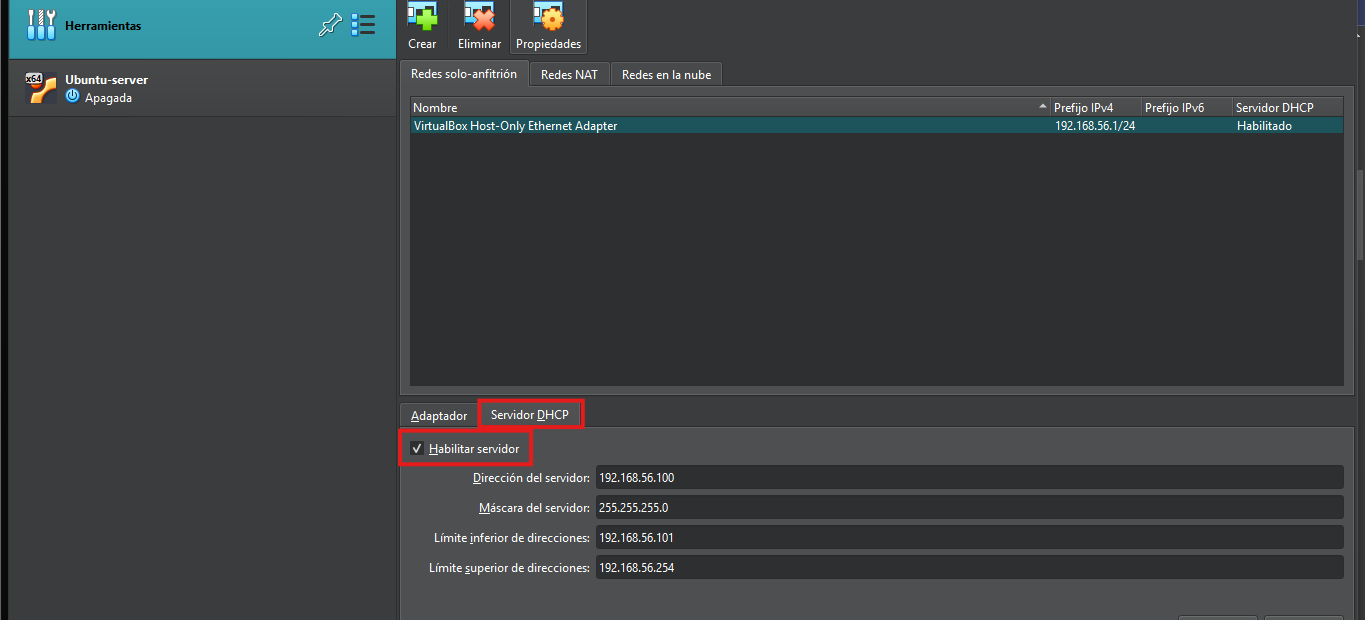 Herramientas
x64
Ubuntu-server
Apagada
Crear
Eliminar
Propiedades
Redes solo-anfitrión
Redes NAT
Redes en la nube
Nombre Prefijo IPv4 Prefijo IPv6 Servidor DHCP
VirtualBox Host-Only Ethernet Adapter 192.168.56.1/24 Habilitado
Adaptador
Servidor DHCP
Habilitar servidor
Dirección del servidor: 192.168.56.100
Máscara del servidor: 255.255.255.0
Límite inferior de direcciones: 192.168.56.101
Límite superior de direcciones: 192.168.56.254